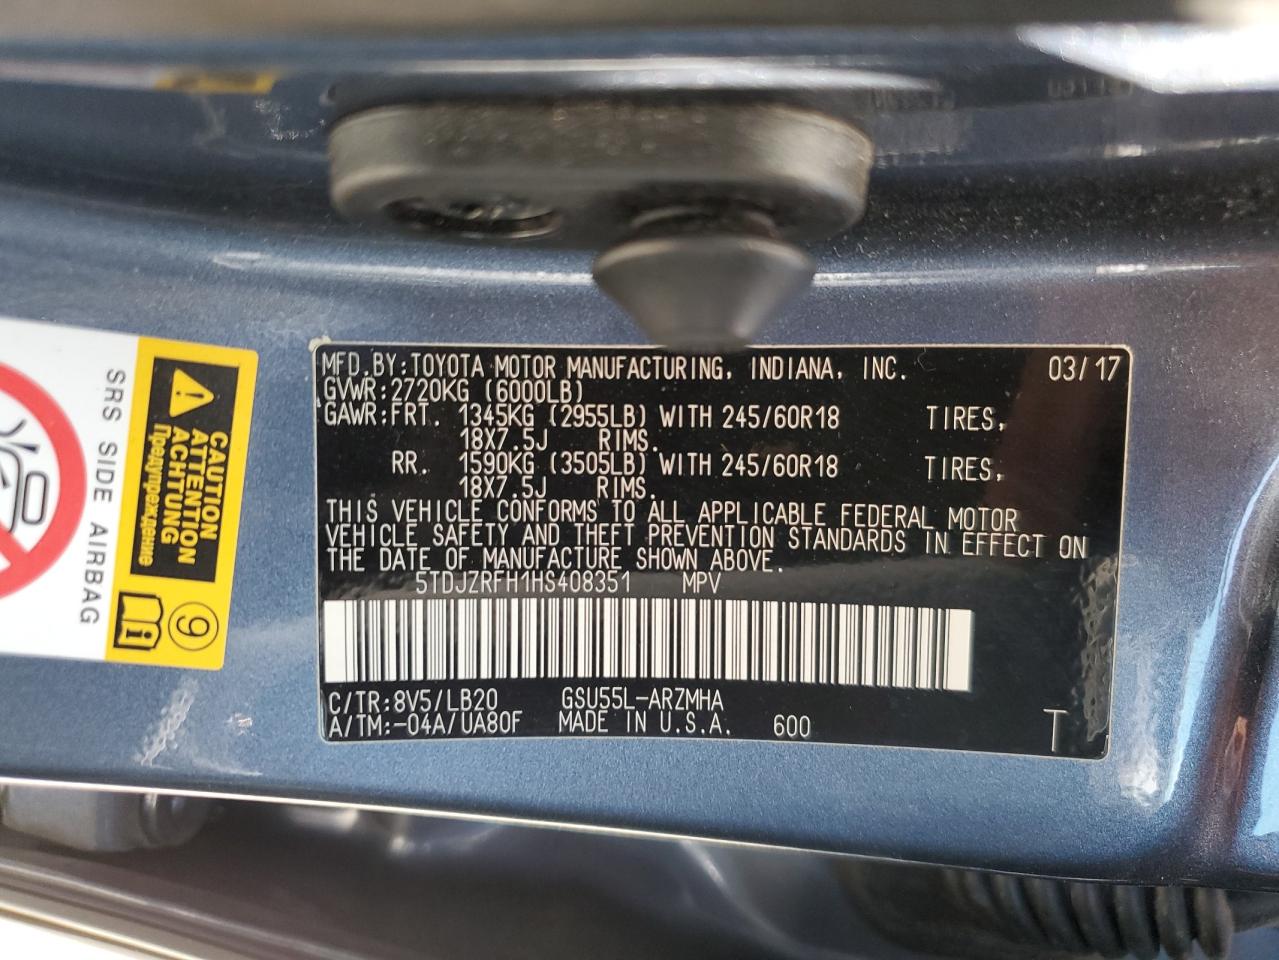 MFD.BY:TOYOTA MOTOR MANUFACTURING, INDIANA, INC. 03/17
GVWR:2720KG (6000LB)
GAWR:FRT. 1345KG (2955LB) WITH 245/60R18 TIRES,
18X7.5J RIMS.
RR. 1590KG (3505LB) WITH 245/60R18 TIRES,
18X7.5J RIMS.
THIS VEHICLE CONFORMS TO ALL APPLICABLE FEDERAL MOTOR
VEHICLE SAFETY AND THEFT PREVENTION STANDARDS IN EFFECT ON
THE DATE OF MANUFACTURE SHOWN ABOVE.
5TDJZRFH1HS408351 MPV
C/TR:8V5/LB20 GSU55L-ARZMHA
A/TM:-04A/UA80F MADE IN U.S.A. 600 T
CAUTION
ATTENTION
ACHTUNG
Предупреждение
9
SRS SIDE AIRBAG